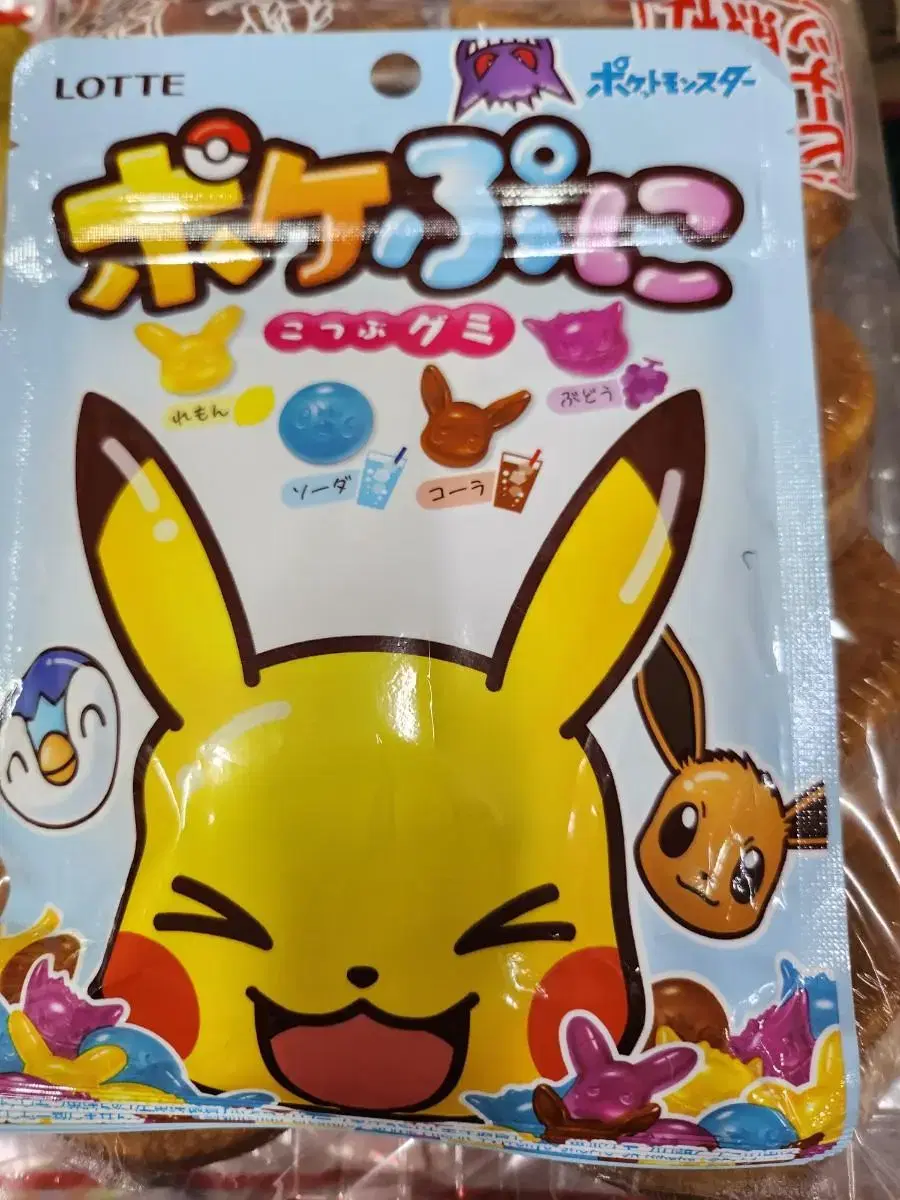 LOTTE
ポケットモンスター
ポケぷに
こつぶグミ
れもん
ぶどう
ソーダ
コーラ